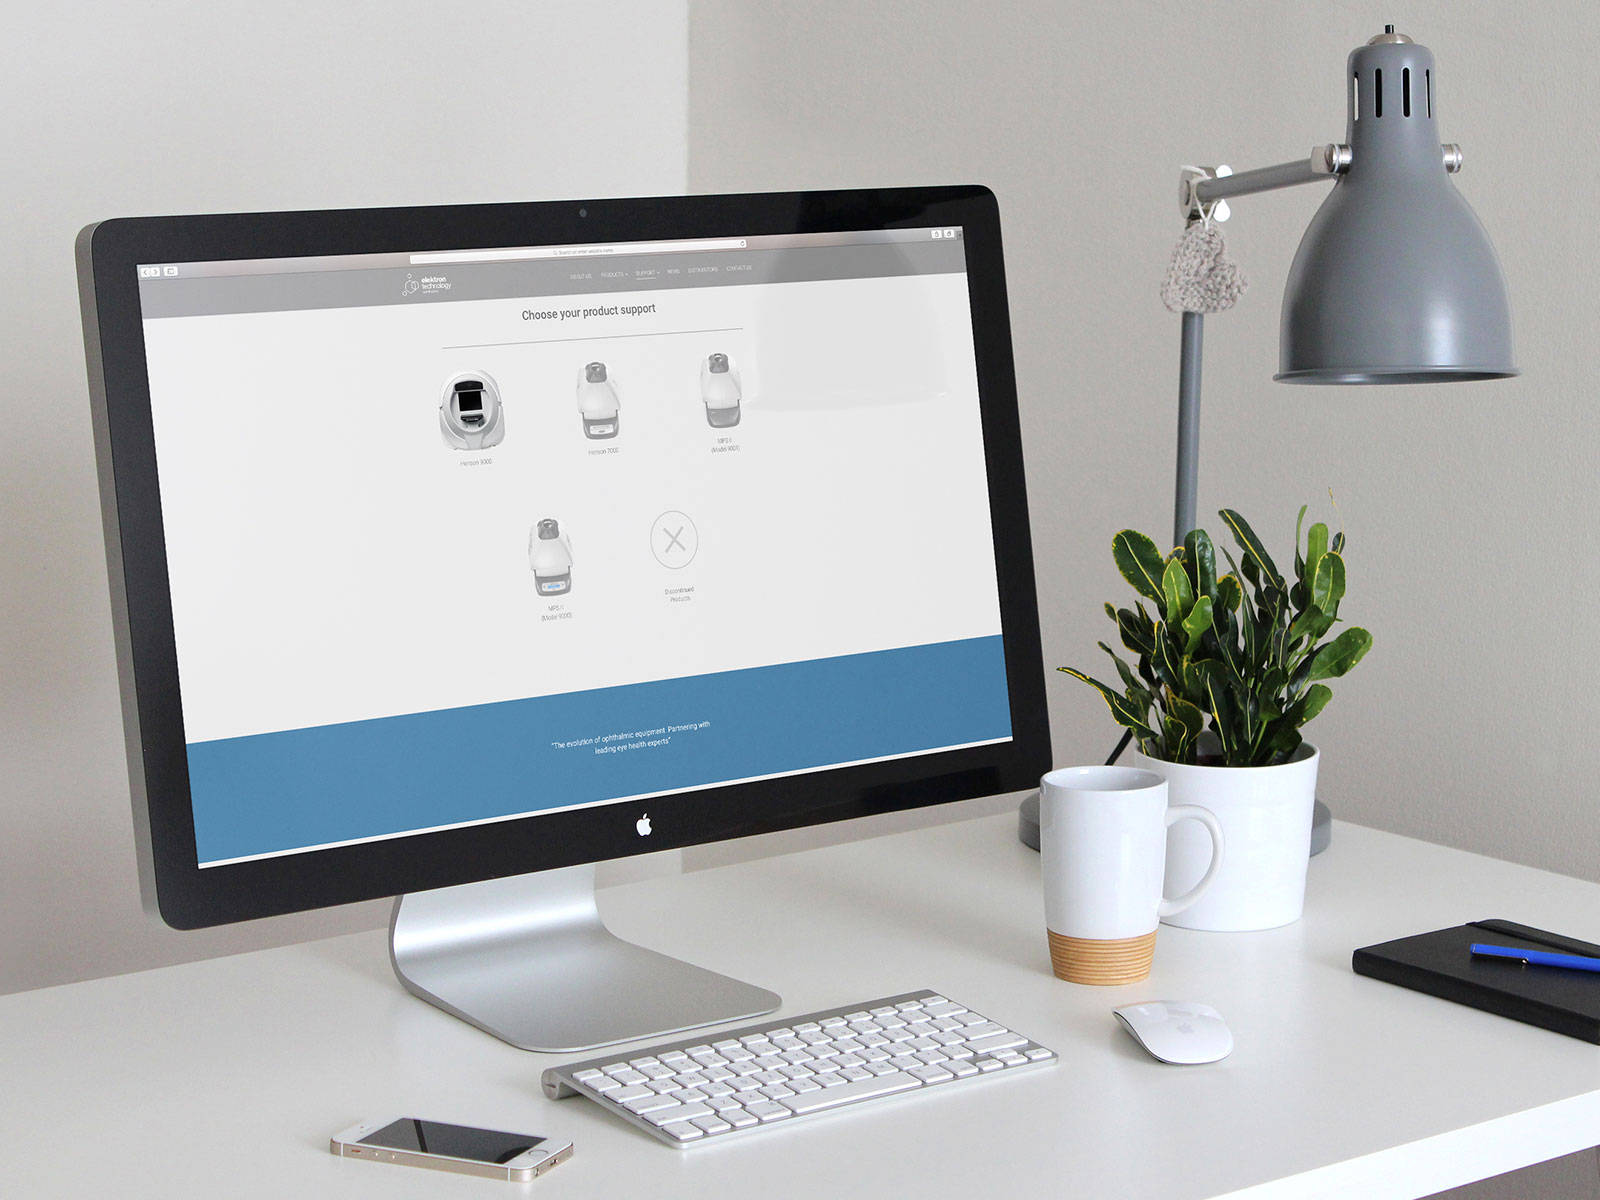 Search or enter website name
elektron
technology
ABOUT US PRODUCTS SUPPORT NEWS DISTRIBUTORS CONTACT US
Choose your product support
Henson 9000
Henson 7000
MPS II
(Model 9007)
MPS II
(Model 9000)
Discontinued
Products
"The evolution of ophthalmic equipment. Partnering with
leading eye health experts"